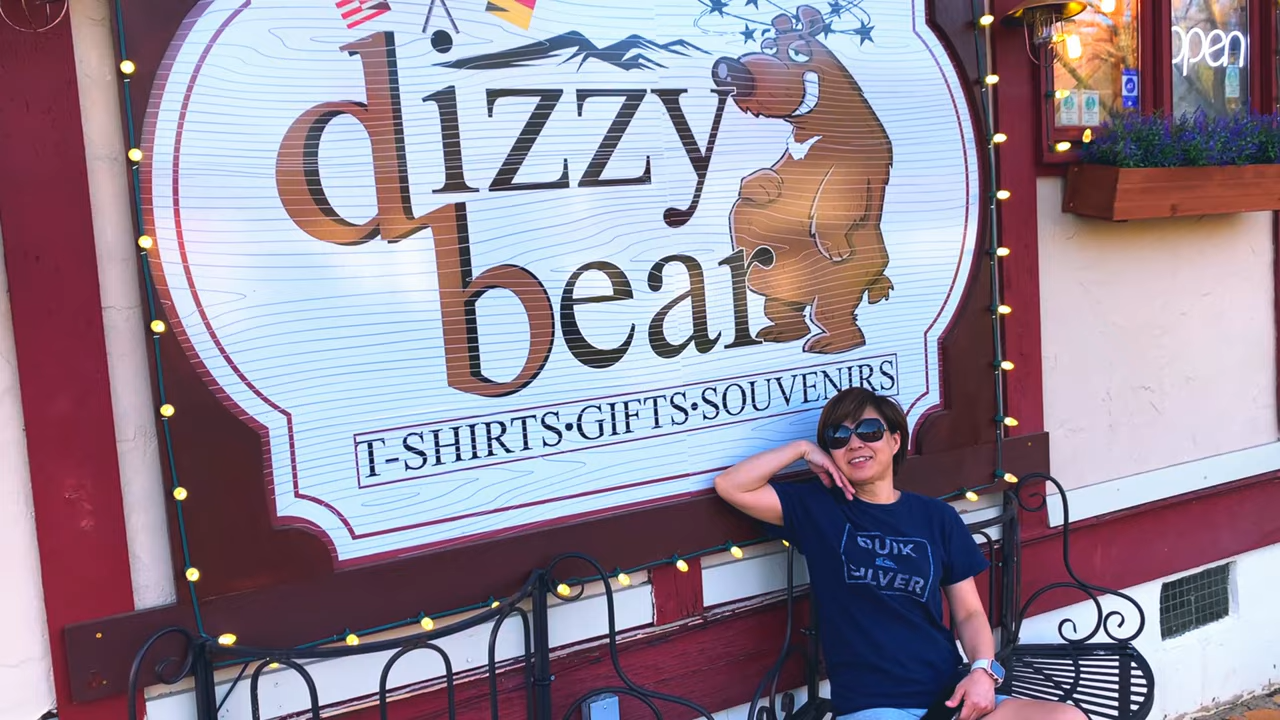 dizzy
bear
T-SHIRTS•GIFTS•SOUVENIRS
open
QUIK
SILVER